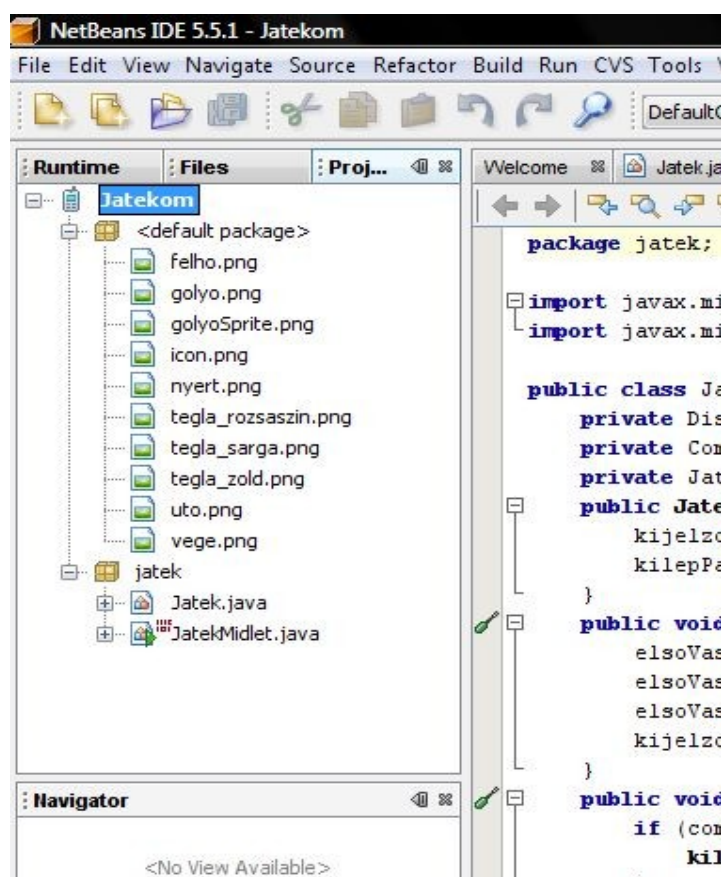 NetBeans IDE 5.5.1 - Jatekom
File Edit View Navigate Source Refactor Build Run CVS Tools
Runtime Files Proj...
Jatekom
<default package>
felho.png
golyo.png
golyoSprite.png
icon.png
nyert.png
tegla_rozsaszin.png
tegla_sarga.png
tegla_zold.png
uto.png
vege.png
jatek
Jatek.java
JatekMidlet.java
Navigator
<No View Available>
DefaultC
Welcome Jatek.ja
package jatek;
import javax.mi
import javax.mi
public class Ja
private Dis
private Com
private Jat
public Jate
kijelzo
kilepPa
}
public void
elsoVas
elsoVas
elsoVas
kijelzo
}
public void
if (com
kil